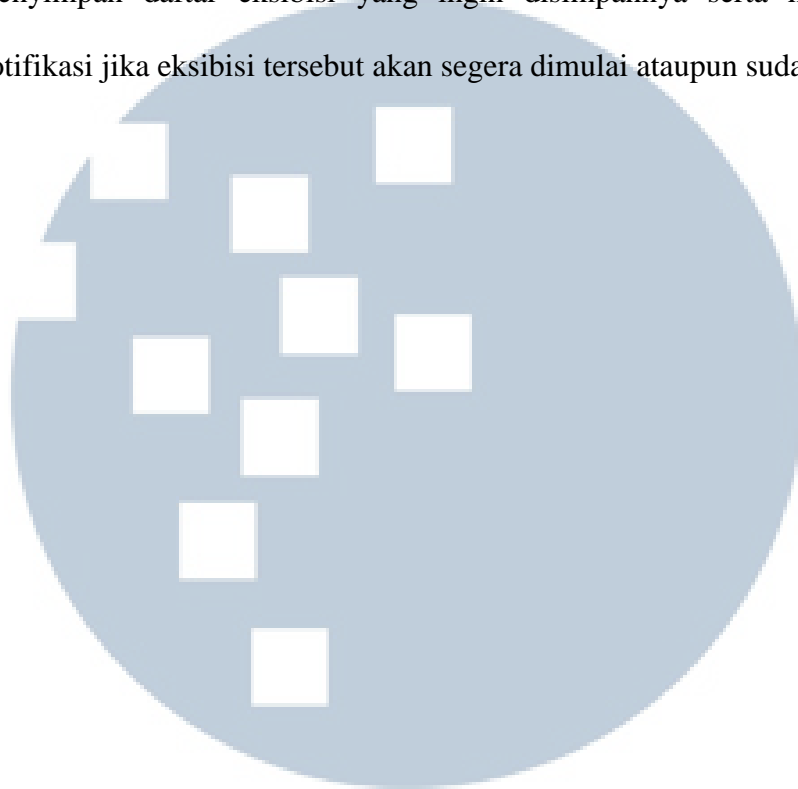 enyimpan daftar eksibisi yang ingin disimpannya serta
otifikasi jika eksibisi tersebut akan segera dimulai ataupun suda